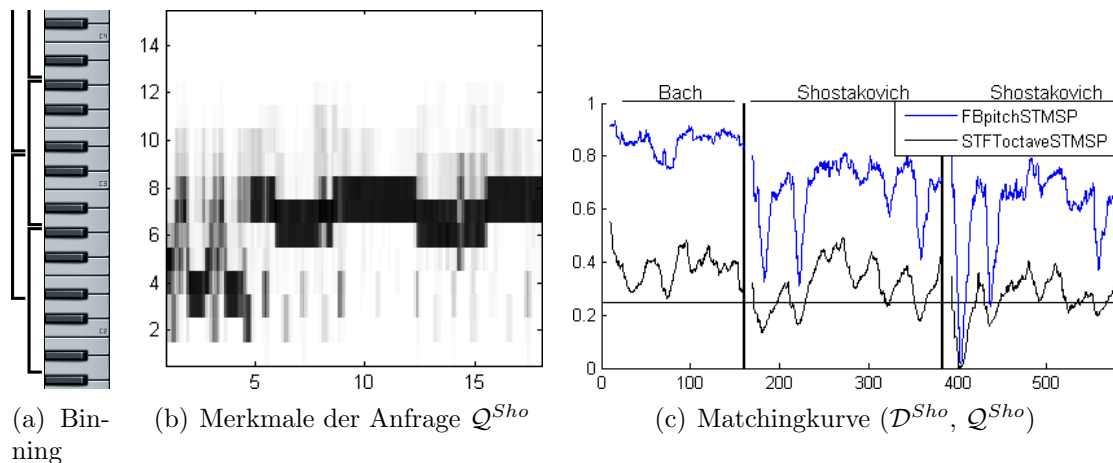 C4
C3
C2
14
12
10
8
6
4
2
5
10
15
Bach
Shostakovich
Shostakovich
FBpitchSTMSP
STFToctaveSTMSP
1
0.8
0.6
0.4
0.2
0
0
100
200
300
400
500
(a) Bin-
ning
(b) Merkmale der Anfrage Q^Sho
(c) Matchingkurve (D^Sho, Q^Sho)